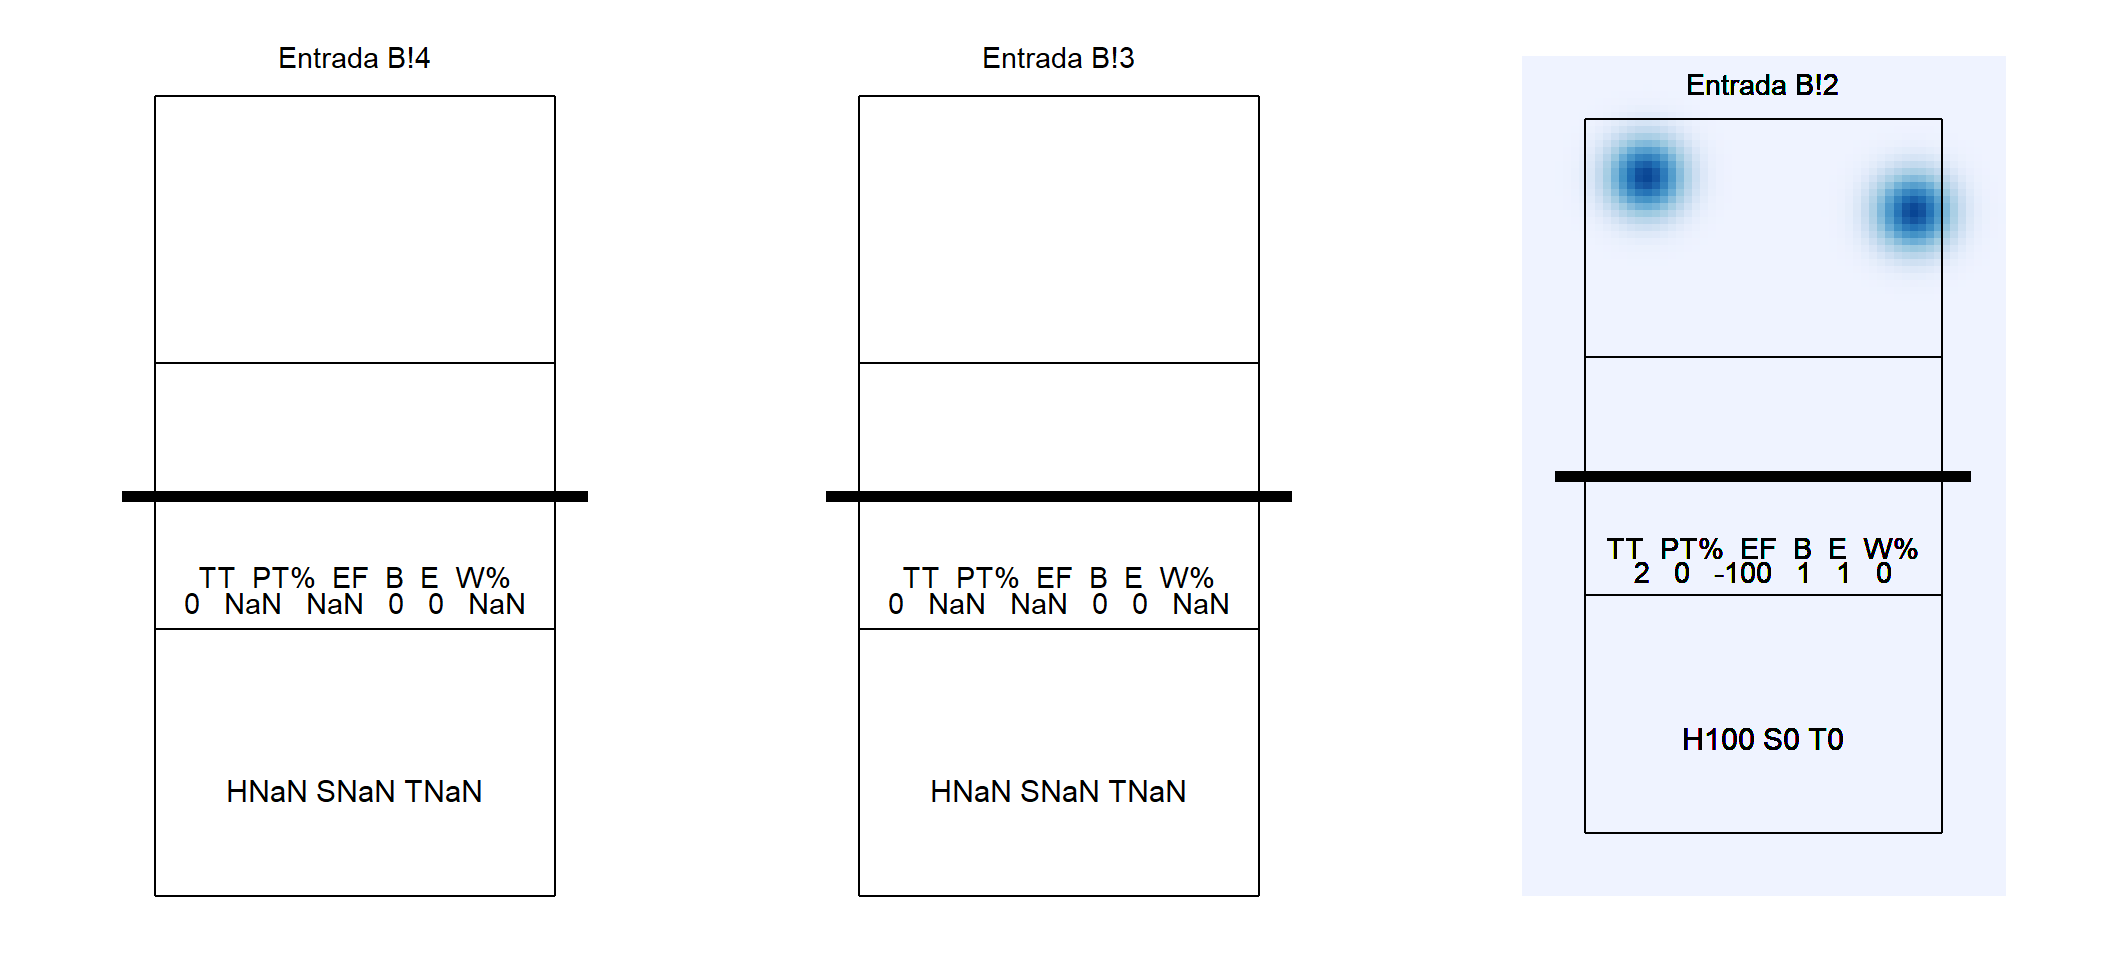 Entrada B!4
TT PT% EF B E W%
0 NaN NaN 0 0 NaN
HNaN SNaN TNaN
Entrada B!3
TT PT% EF B E W%
0 NaN NaN 0 0 NaN
HNaN SNaN TNaN
Entrada B!2
TT PT% EF B E W%
2 0 -100 1 1 0
H100 S0 T0